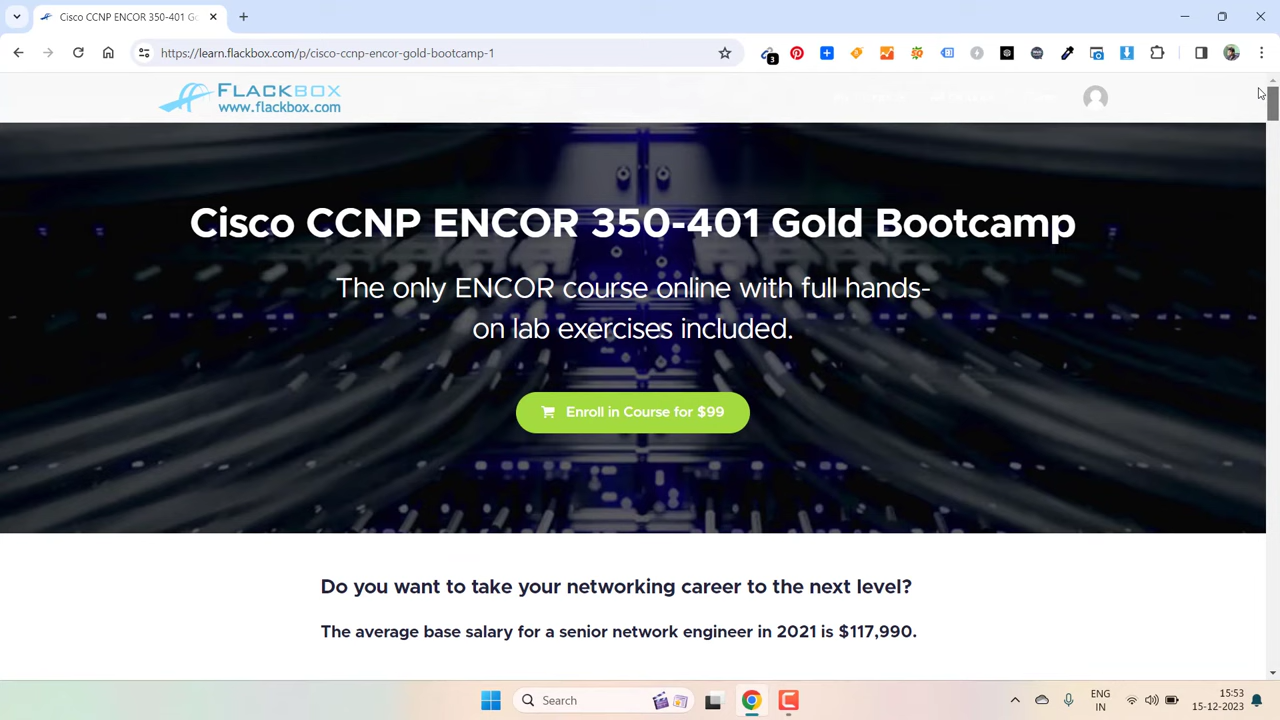 Cisco CCNP ENCOR 350-401 Go
https://learn.flackbox.com/p/cisco-ccnp-encor-gold-bootcamp-1
3
FLACKBOX
www.flackbox.com
Cisco CCNP ENCOR 350-401 Gold Bootcamp
The only ENCOR course online with full hands-
on lab exercises included.
Enroll in Course for $99
Do you want to take your networking career to the next level?
The average base salary for a senior network engineer in 2021 is $117,990.
Search
ENG
IN
15:53
15-12-2023